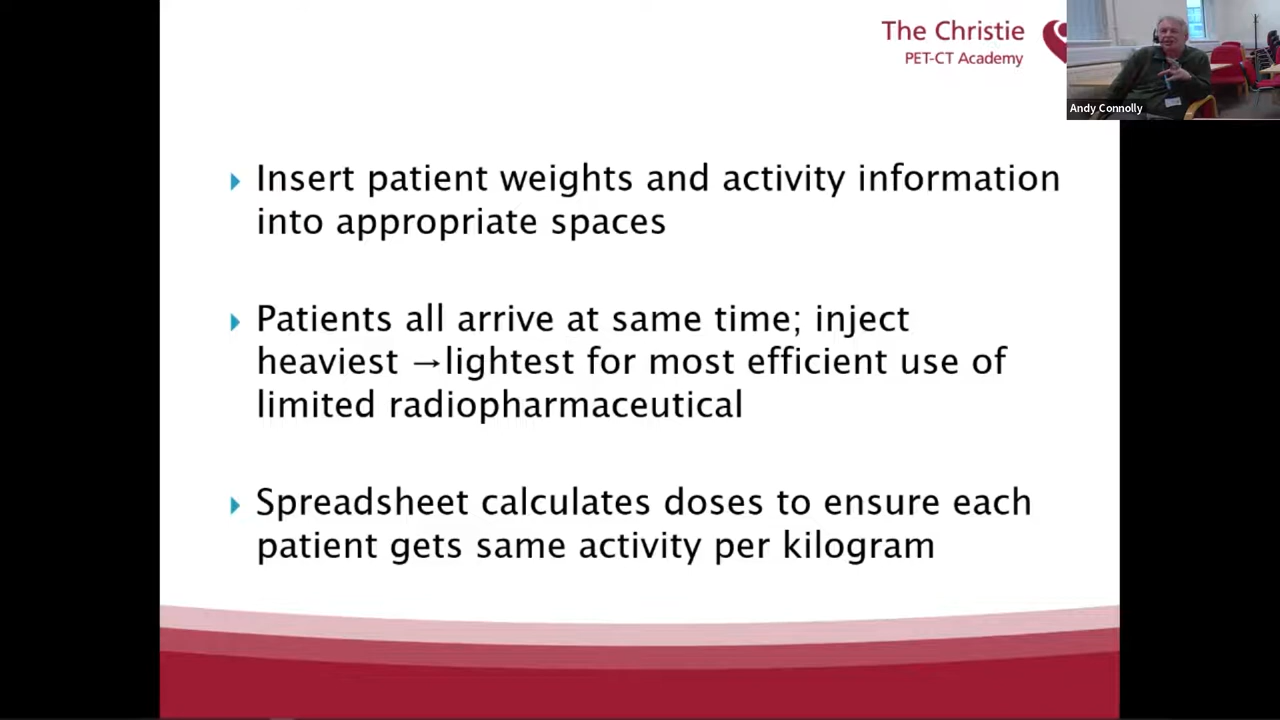 The Christie
PET-CT Academy
Andy Connolly
Insert patient weights and activity information
into appropriate spaces
Patients all arrive at same time; inject
heaviest →lightest for most efficient use of
limited radiopharmaceutical
Spreadsheet calculates doses to ensure each
patient gets same activity per kilogram